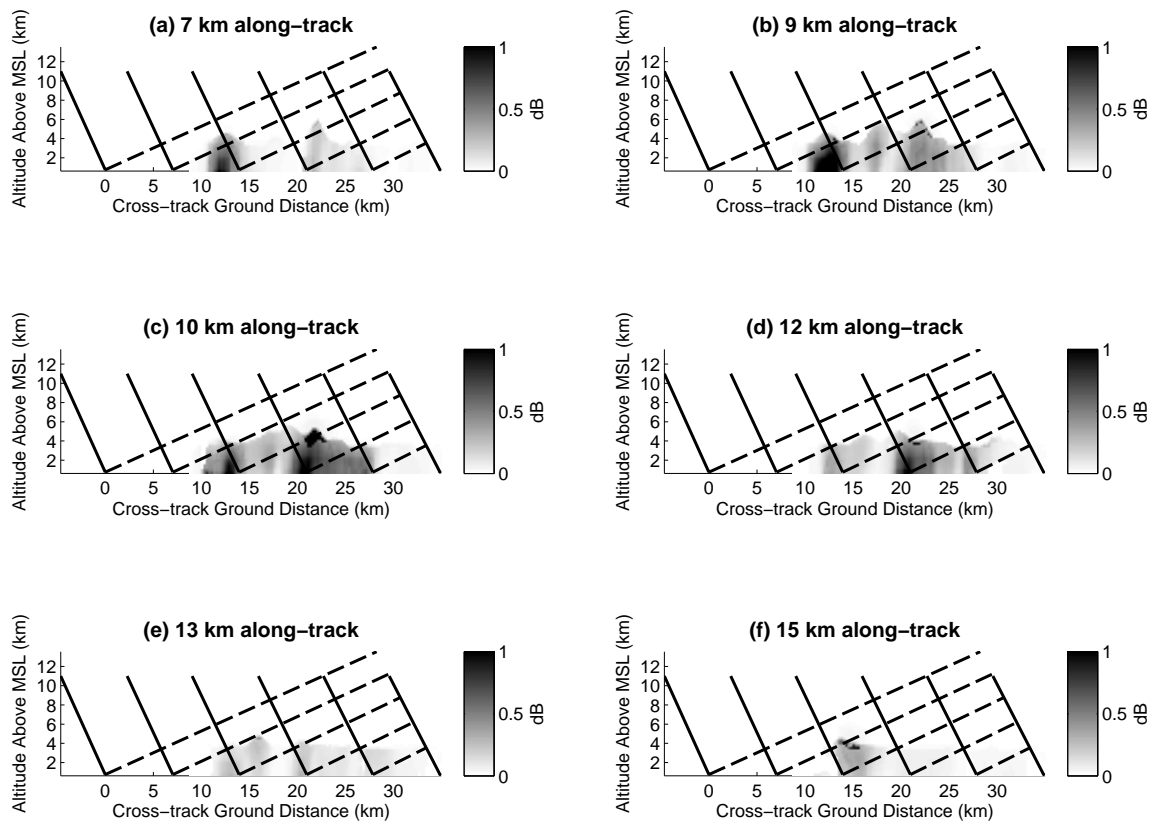 (a) 7 km along−track
Altitude Above MSL (km)
12
10
8
6
4
2
0 5 10 15 20 25 30
Cross−track Ground Distance (km)
1
0.5
0
dB
(b) 9 km along−track
Altitude Above MSL (km)
12
10
8
6
4
2
0 5 10 15 20 25 30
Cross−track Ground Distance (km)
1
0.5
0
dB
(c) 10 km along−track
Altitude Above MSL (km)
12
10
8
6
4
2
0 5 10 15 20 25 30
Cross−track Ground Distance (km)
1
0.5
0
dB
(d) 12 km along−track
Altitude Above MSL (km)
12
10
8
6
4
2
0 5 10 15 20 25 30
Cross−track Ground Distance (km)
1
0.5
0
dB
(e) 13 km along−track
Altitude Above MSL (km)
12
10
8
6
4
2
0 5 10 15 20 25 30
Cross−track Ground Distance (km)
1
0.5
0
dB
(f) 15 km along−track
Altitude Above MSL (km)
12
10
8
6
4
2
0 5 10 15 20 25 30
Cross−track Ground Distance (km)
1
0.5
0
dB